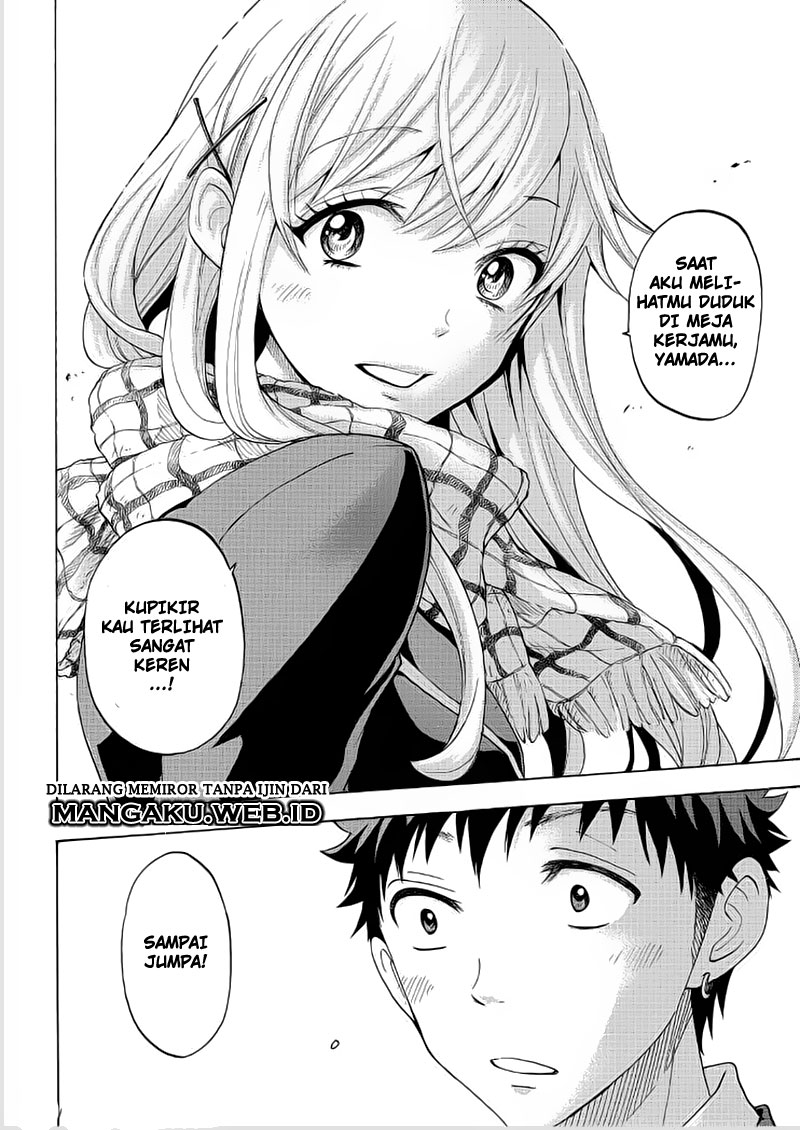 SAAT
AKU MELI-
HATMU DUDUK
DI MEJA
KERJAMU,
YAMADA...
KUPIKIR
KAU TERLIHAT
SANGAT
KEREN
...!
DILARANG MEMIROR TANPA IJIN DARI
MANGAKU.WEB.ID
SAMPAI
JUMPA!